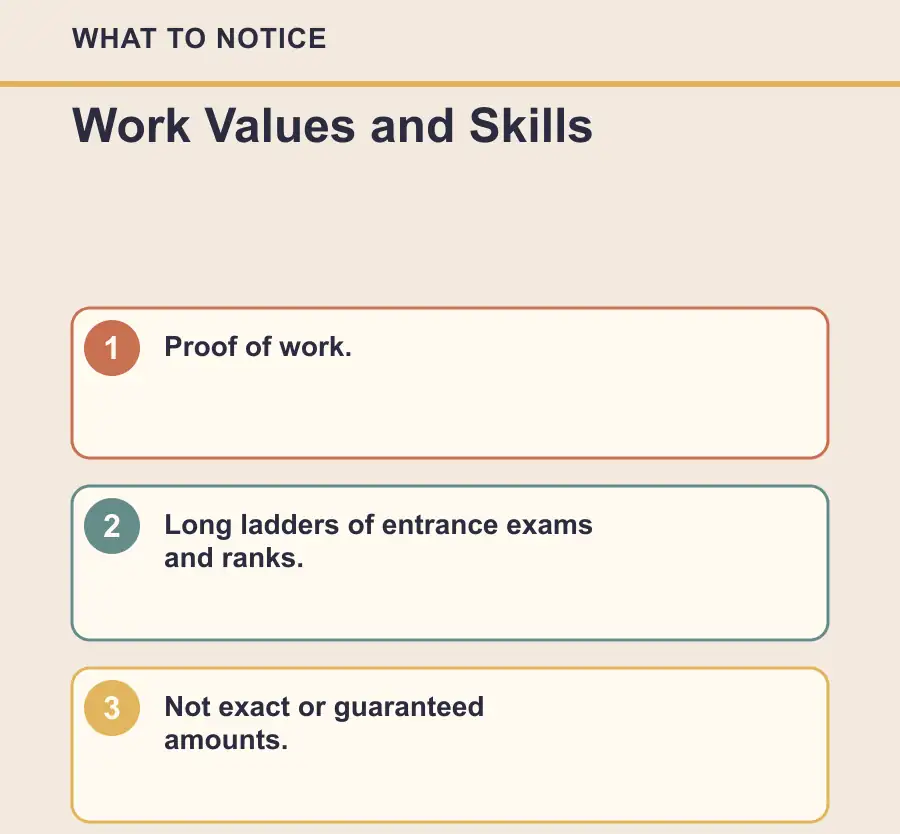 WHAT TO NOTICE
Work Values and Skills
1
Proof of work.
2
Long ladders of entrance exams
and ranks.
3
Not exact or guaranteed
amounts.